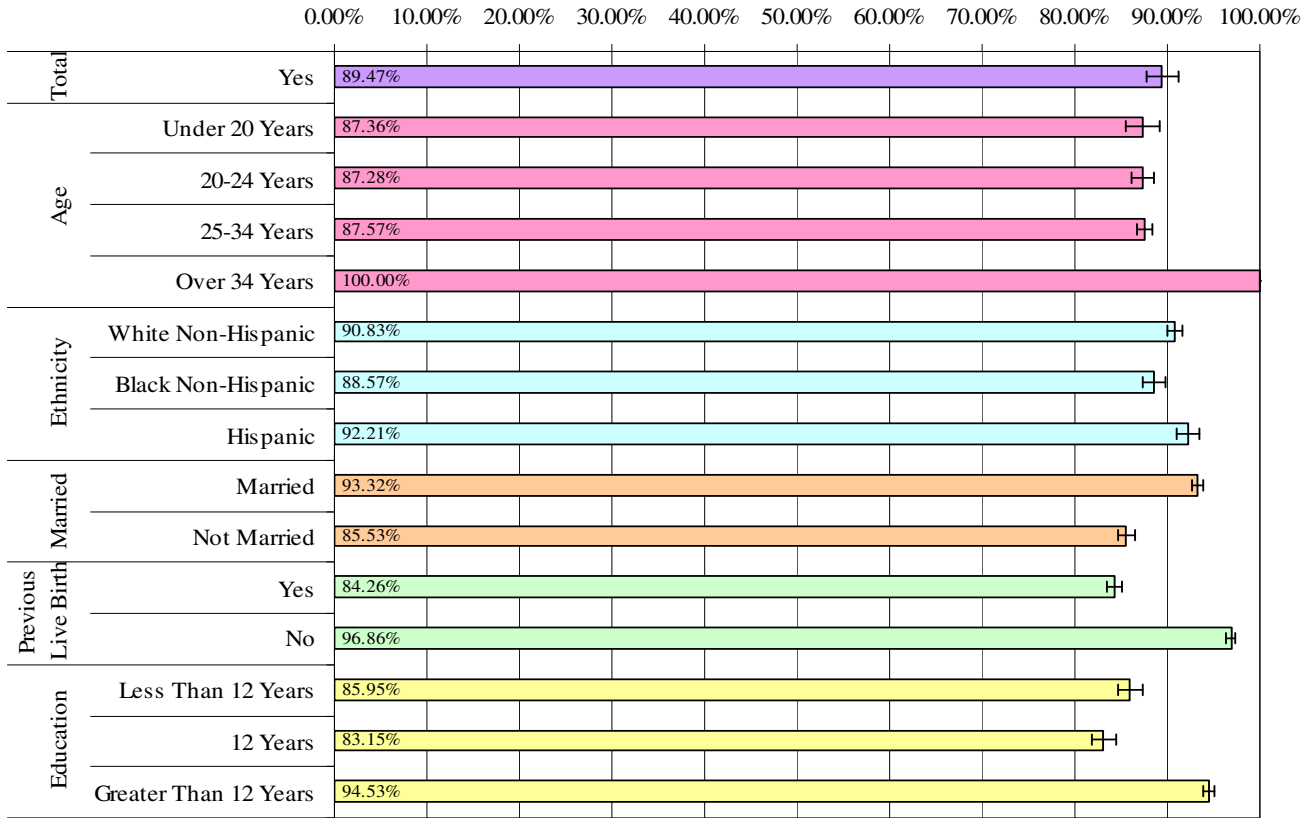 0.00% 10.00% 20.00% 30.00% 40.00% 50.00% 60.00% 70.00% 80.00% 90.00% 100.00%
Total
Yes 89.47%
Age
Under 20 Years 87.36%
20-24 Years 87.28%
25-34 Years 87.57%
Over 34 Years 100.00%
Ethnicity
White Non-Hispanic 90.83%
Black Non-Hispanic 88.57%
Hispanic 92.21%
Married
Married 93.32%
Not Married 85.53%
Previous
Live Birth
Yes 84.26%
No 96.86%
Education
Less Than 12 Years 85.95%
12 Years 83.15%
Greater Than 12 Years 94.53%